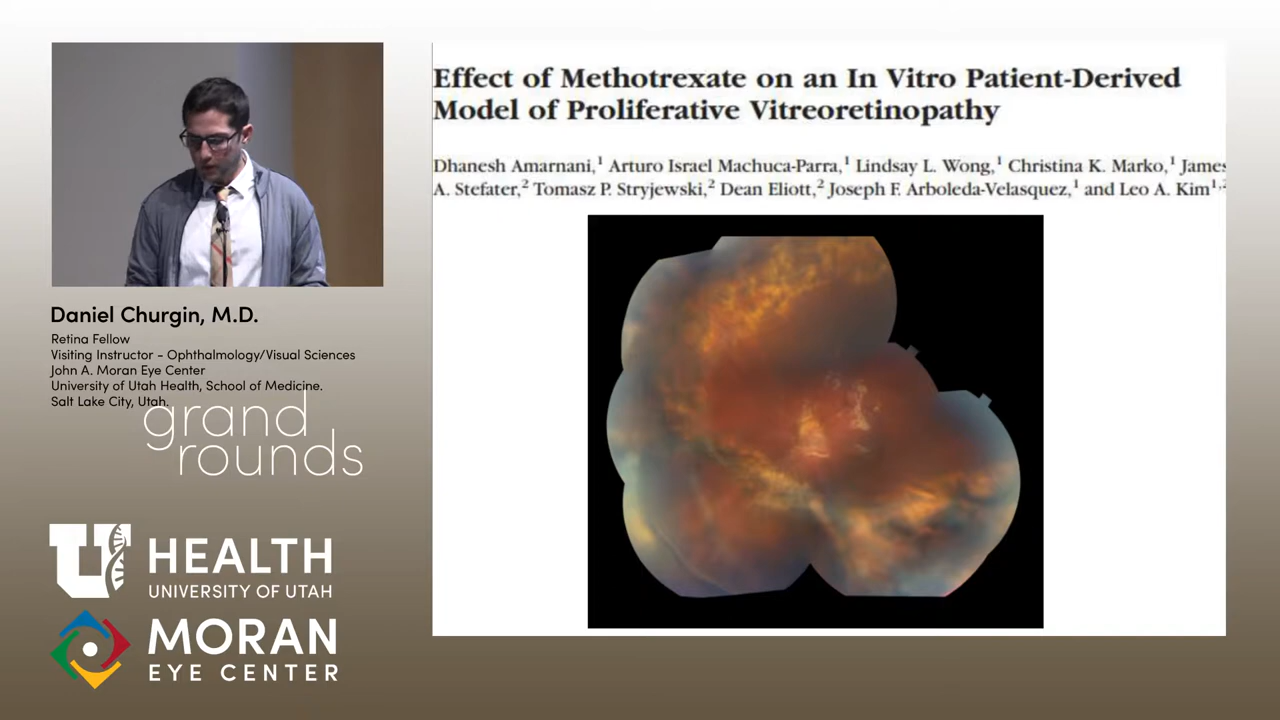 Effect of Methotrexate on an In Vitro Patient-Derived
Model of Proliferative Vitreoretinopathy
Dhanesh Amarnani,1 Arturo Israel Machuca-Parra,1 Lindsay L. Wong,1 Christina K. Marko,1 James
A. Stefater,2 Tomasz P. Stryjewski,2 Dean Eliott,2 Joseph F. Arboleda-Velasquez,1 and Leo A. Kim1,2
Daniel Churgin, M.D.
Retina Fellow
Visiting Instructor - Ophthalmology/Visual Sciences
John A. Moran Eye Center
University of Utah Health, School of Medicine.
Salt Lake City, Utah.
grand
rounds
U HEALTH
UNIVERSITY OF UTAH
MORAN
EYE CENTER